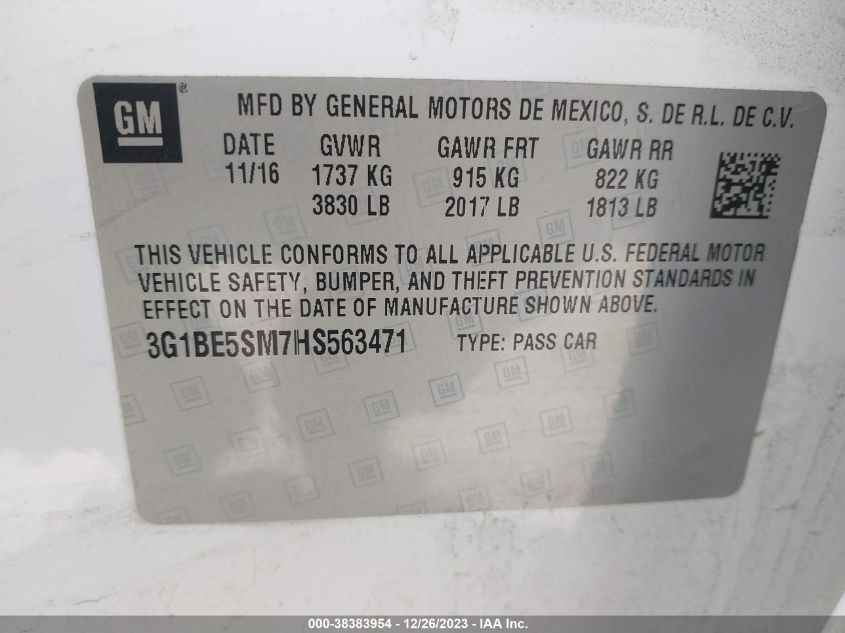 GM®
MFD BY GENERAL MOTORS DE MEXICO, S. DE R.L. DE C.V.
DATE GVWR GAWR FRT GAWR RR
11/16 1737 KG 915 KG 822 KG
3830 LB 2017 LB 1813 LB
THIS VEHICLE CONFORMS TO ALL APPLICABLE U.S. FEDERAL MOTOR
VEHICLE SAFETY, BUMPER, AND THEFT PREVENTION STANDARDS IN
EFFECT ON THE DATE OF MANUFACTURE SHOWN ABOVE.
3G1BE5SM7HS563471 TYPE: PASS CAR
000-38383954 - 12/26/2023 - IAA Inc.